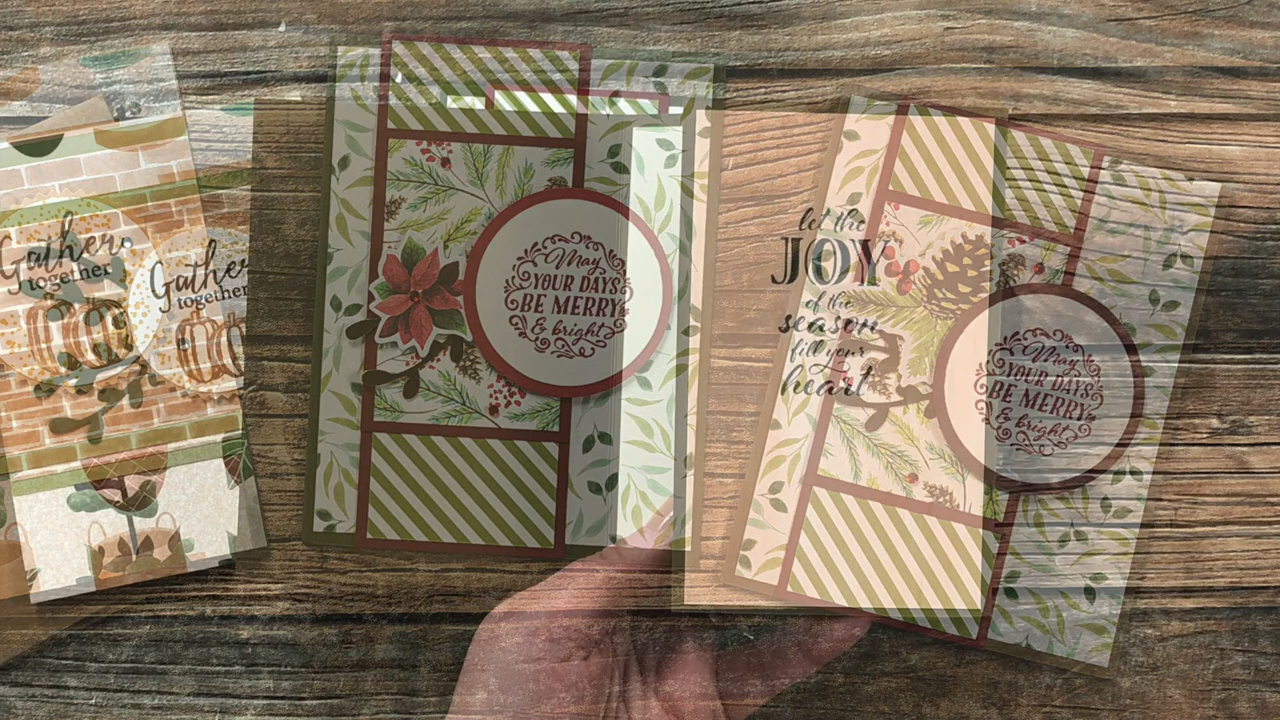 Gather
together
Gather
together
May
YOUR DAYS
BE MERRY
& bright
let the
JOY
of the
season
fill your
heart
May
YOUR DAYS
BE MERRY
& bright